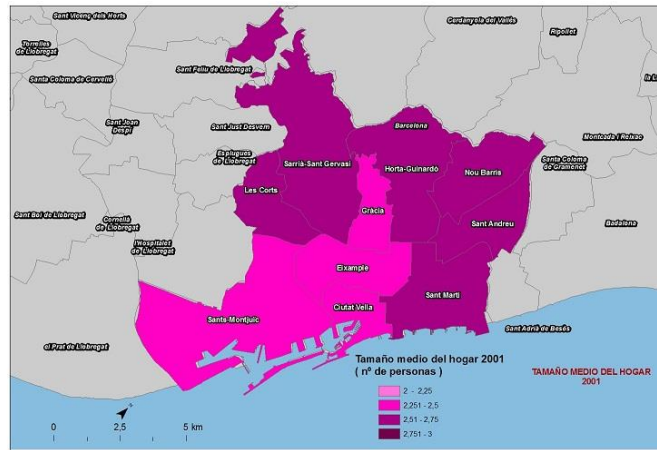 Sant Vicenç dels Horts
Cerdanyola del Vallès
Ripollet
Torrelles
de Llobregat
Sant Feliu de Llobregat
Santa Coloma de Cervelló
la Ll
Sant Joan
Despí
Sant Just Desvern
Barcelona
Montcada i Reixac
Esplugues
de Llobregat
Sarrià-Sant Gervasi
Horta-Guinardó
Nou Barris
Santa Coloma
de Gramenet
Les Corts
Gràcia
Sant Boi de Llobregat
Cornellà
de Llobregat
Sant Andreu
Badalona
l'Hospitalet
de Llobregat
Eixample
Sant Martí
Ciutat Vella
Sants-Montjuïc
Sant Adrià de Besòs
el Prat de Llobregat
Tamaño medio del hogar 2001
( nº de personas )
2 - 2,25
2,251 - 2,5
2,51 - 2,75
2,751 - 3
TAMAÑO MEDIO DEL HOGAR
2001
0 2,5 5 km